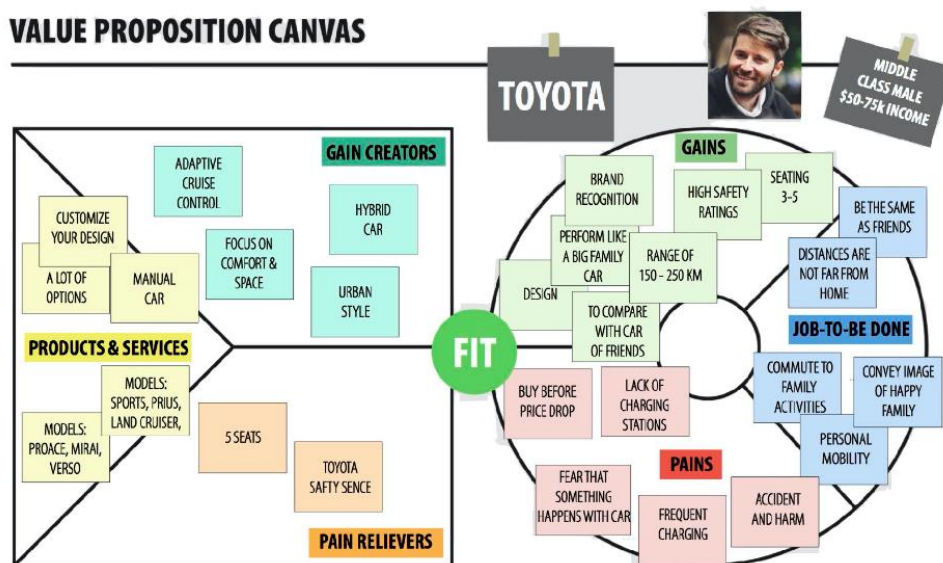 VALUE PROPOSITION CANVAS
TOYOTA
MIDDLE
CLASS MALE
$50-75k INCOME
GAIN CREATORS
ADAPTIVE
CRUISE
CONTROL
HYBRID
CAR
FOCUS ON
COMFORT &
SPACE
URBAN
STYLE
CUSTOMIZE
YOUR DESIGN
A LOT OF
OPTIONS
MANUAL
CAR
PRODUCTS & SERVICES
MODELS:
SPORTS, PRIUS,
LAND CRUISER,
MODELS:
PROACE, MIRAI,
VERSO
5 SEATS
TOYOTA
SAFTY SENCE
PAIN RELIEVERS
FIT
GAINS
BRAND
RECOGNITION
HIGH SAFETY
RATINGS
SEATING
3-5
PERFORM LIKE
A BIG FAMILY
CAR
RANGE OF
150 - 250 KM
DESIGN
TO COMPARE
WITH CAR
OF FRIENDS
BE THE SAME
AS FRIENDS
DISTANCES ARE
NOT FAR FROM
HOME
JOB-TO-BE DONE
COMMUTE TO
FAMILY
ACTIVITIES
CONVEY IMAGE
OF HAPPY
FAMILY
PERSONAL
MOBILITY
BUY BEFORE
PRICE DROP
LACK OF
CHARGING
STATIONS
PAINS
FEAR THAT
SOMETHING
HAPPENS WITH CAR
FREQUENT
CHARGING
ACCIDENT
AND HARM